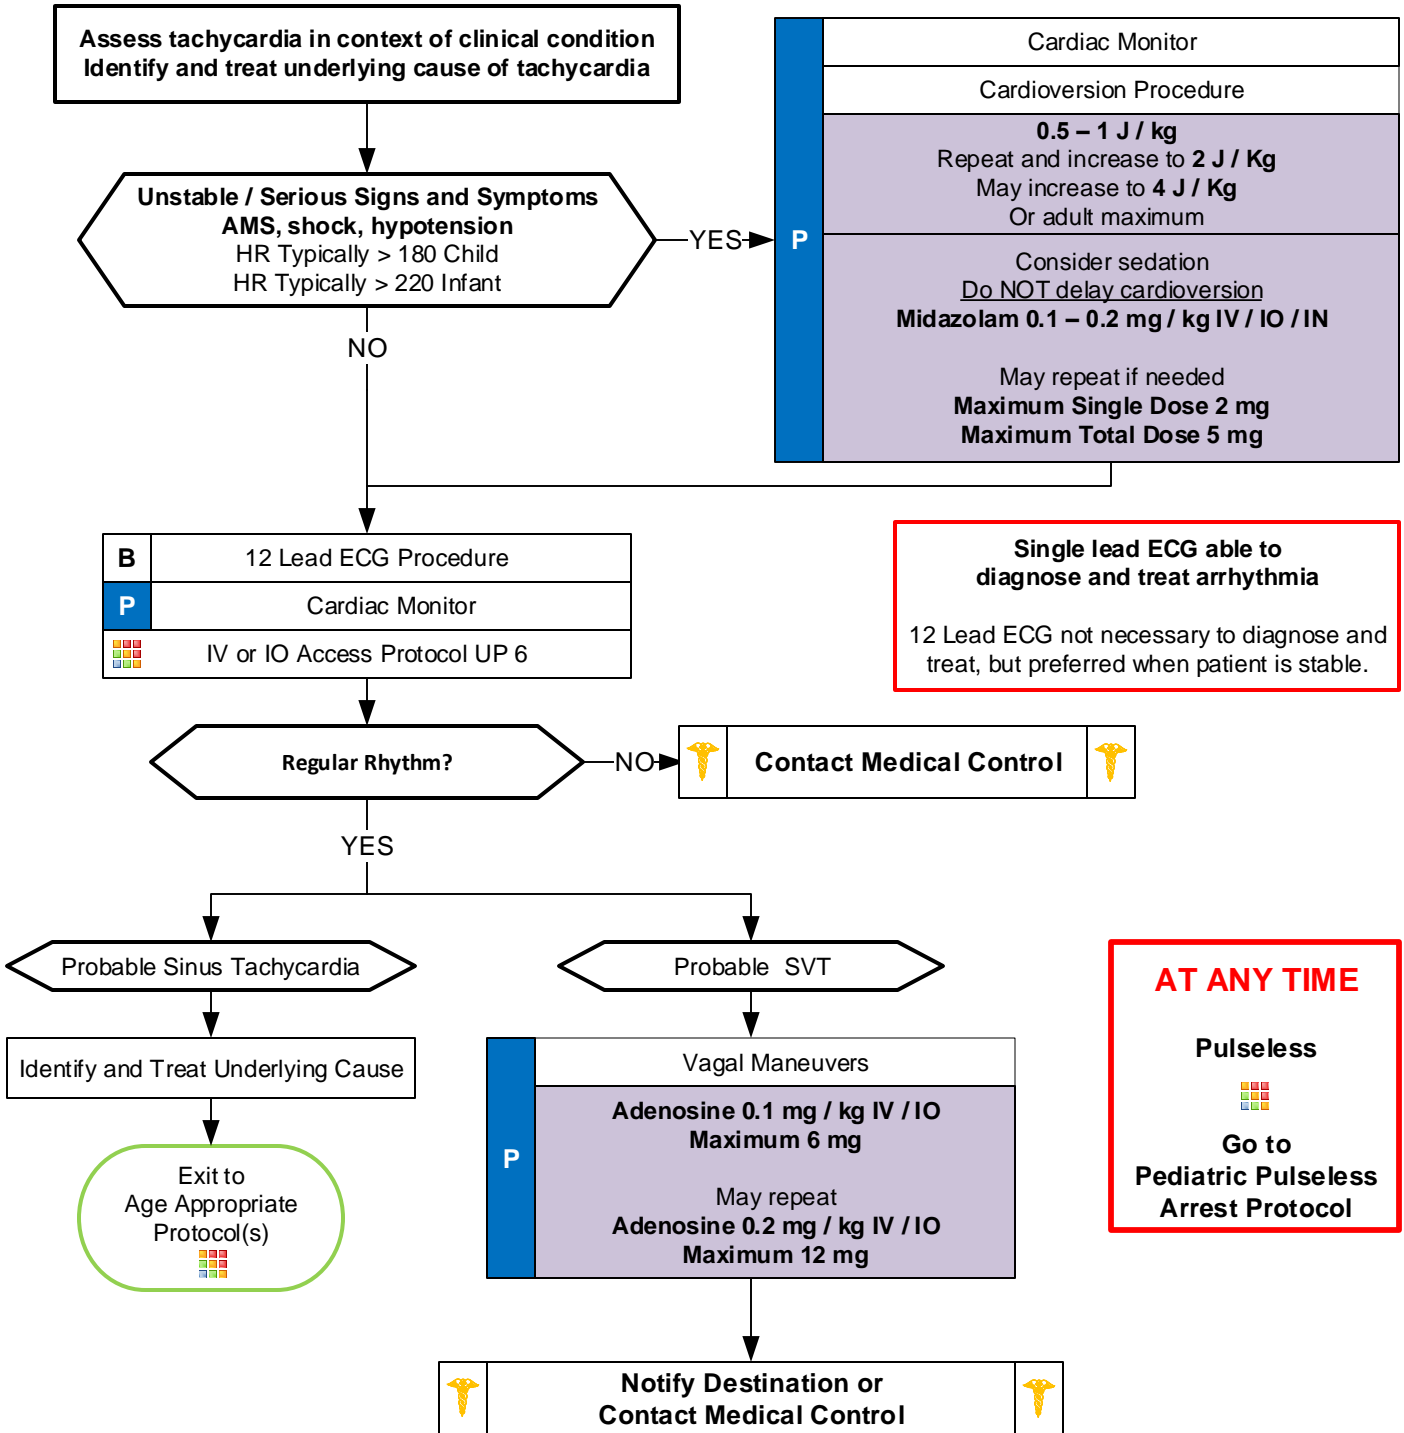 Assess tachycardia in context of clinical condition
Identify and treat underlying cause of tachycardia
Unstable / Serious Signs and Symptoms
AMS, shock, hypotension
HR Typically > 180 Child
HR Typically > 220 Infant
YES
P
Cardiac Monitor
Cardioversion Procedure
0.5 – 1 J / kg
Repeat and increase to 2 J / Kg
May increase to 4 J / Kg
Or adult maximum
Consider sedation
Do NOT delay cardioversion
Midazolam 0.1 – 0.2 mg / kg IV / IO / IN
May repeat if needed
Maximum Single Dose 2 mg
Maximum Total Dose 5 mg
NO
B
12 Lead ECG Procedure
P
Cardiac Monitor
IV or IO Access Protocol UP 6
Single lead ECG able to
diagnose and treat arrhythmia
12 Lead ECG not necessary to diagnose and
treat, but preferred when patient is stable.
Regular Rhythm?
NO
Contact Medical Control
YES
Probable Sinus Tachycardia
Identify and Treat Underlying Cause
Exit to
Age Appropriate
Protocol(s)
Probable SVT
P
Vagal Maneuvers
Adenosine 0.1 mg / kg IV / IO
Maximum 6 mg
May repeat
Adenosine 0.2 mg / kg IV / IO
Maximum 12 mg
Notify Destination or
Contact Medical Control
AT ANY TIME
Pulseless
Go to
Pediatric Pulseless
Arrest Protocol